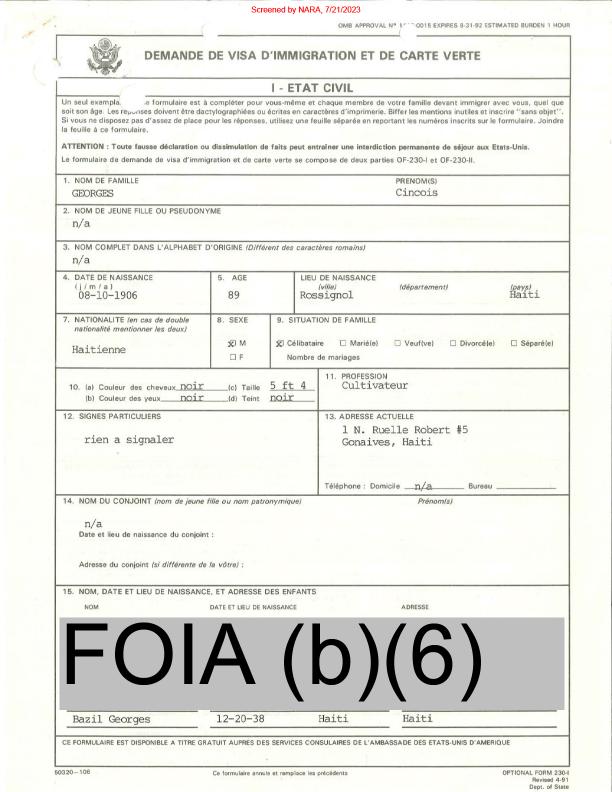 Screened by NARA, 7/21/2023
OMB APPROVAL Nº 0015 EXPIRES 8-31-92 ESTIMATED BURDEN 1 HOUR
DEMANDE DE VISA D'IMMIGRATION ET DE CARTE VERTE
I - ETAT CIVIL
Un seul formulaire est à compléter pour vous-même et chaque membre de votre famille devant immigrer avec vous, quel que
soit son âge. Les réponses doivent être dactylographiées ou écrites en caractères d'imprimerie. Biffer les mentions inutiles et inscrire "sans objet".
Si vous ne disposez pas d'assez de place pour les réponses, utilisez une feuille séparée en reportant les numéros inscrits sur le formulaire. Joindre
la feuille à ce formulaire.
ATTENTION : Toute fausse déclaration ou dissimulation de faits peut entraîner une interdiction permanente de séjour aux Etats-Unis.
Le formulaire de demande de visa d'immigration et de carte verte se compose de deux parties OF-230-I et OF-230-II.
1. NOM DE FAMILLE PRENOM(S)
GEORGES Cincois
2. NOM DE JEUNE FILLE OU PSEUDONYME
n/a
3. NOM COMPLET DANS L'ALPHABET D'ORIGINE (Différent des caractères romains)
n/a
4. DATE DE NAISSANCE 5. AGE LIEU DE NAISSANCE
(j / m / a) (ville) (département) (pays)
08-10-1906 89 Rossignol Haiti
7. NATIONALITE (en cas de double 8. SEXE 9. SITUATION DE FAMILLE
nationalité mentionner les deux)
Haitienne M Célibataire Marié(e) Veuf(ve) Divorcé(e) Séparé(e)
F Nombre de mariages
10. (a) Couleur des cheveux noir (c) Taille 5 ft 4
(b) Couleur des yeux noir (d) Teint noir
11. PROFESSION
Cultivateur
12. SIGNES PARTICULIERS
rien a signaler
13. ADRESSE ACTUELLE
1 N. Ruelle Robert #5
Gonaives, Haiti
Téléphone : Domicile n/a Bureau
14. NOM DU CONJOINT (nom de jeune fille ou nom patronymique) Prénom(s)
n/a
Date et lieu de naissance du conjoint :
Adresse du conjoint (si différente de la vôtre) :
15. NOM, DATE ET LIEU DE NAISSANCE, ET ADRESSE DES ENFANTS
NOM DATE ET LIEU DE NAISSANCE ADRESSE
FOIA (b)(6)
Bazil Georges 12-20-38 Haiti Haiti
CE FORMULAIRE EST DISPONIBLE A TITRE GRATUIT AUPRES DES SERVICES CONSULAIRES DE L'AMBASSADE DES ETATS-UNIS D'AMERIQUE
50230-106 Ce formulaire annule et remplace les précédents OPTIONAL FORM 230-I
Revised 4-91
Dept. of State